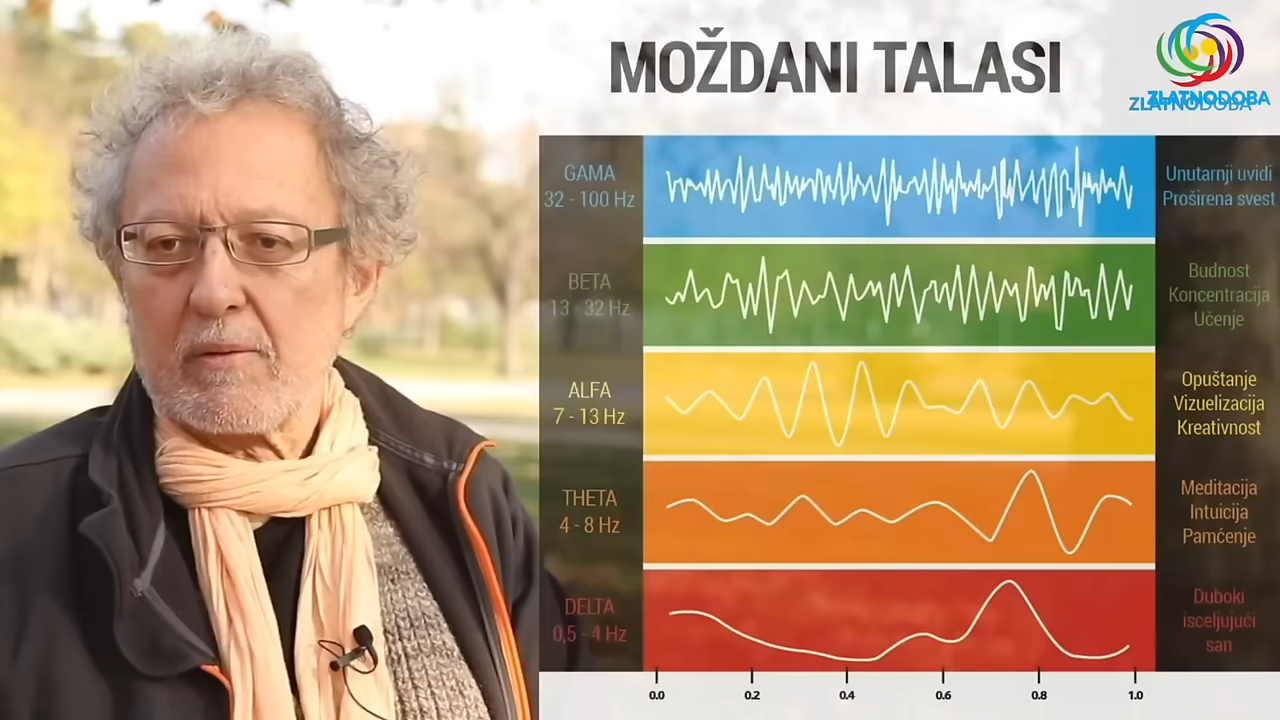 MOŽDANI TALASI
ZLATNODOBA
ZLATNODOBA
GAMA
32 - 100 Hz
Unutarnji uvidi
Proširena svest
BETA
13 - 32 Hz
Budnost
Koncentracija
Učenje
ALFA
7 - 13 Hz
Opuštanje
Vizuelizacija
Kreativnost
THETA
4 - 8 Hz
Meditacija
Intuicija
Pamćenje
DELTA
0,5 - 4 Hz
Duboki
isceljujući
san
0.0 0.2 0.4 0.6 0.8 1.0